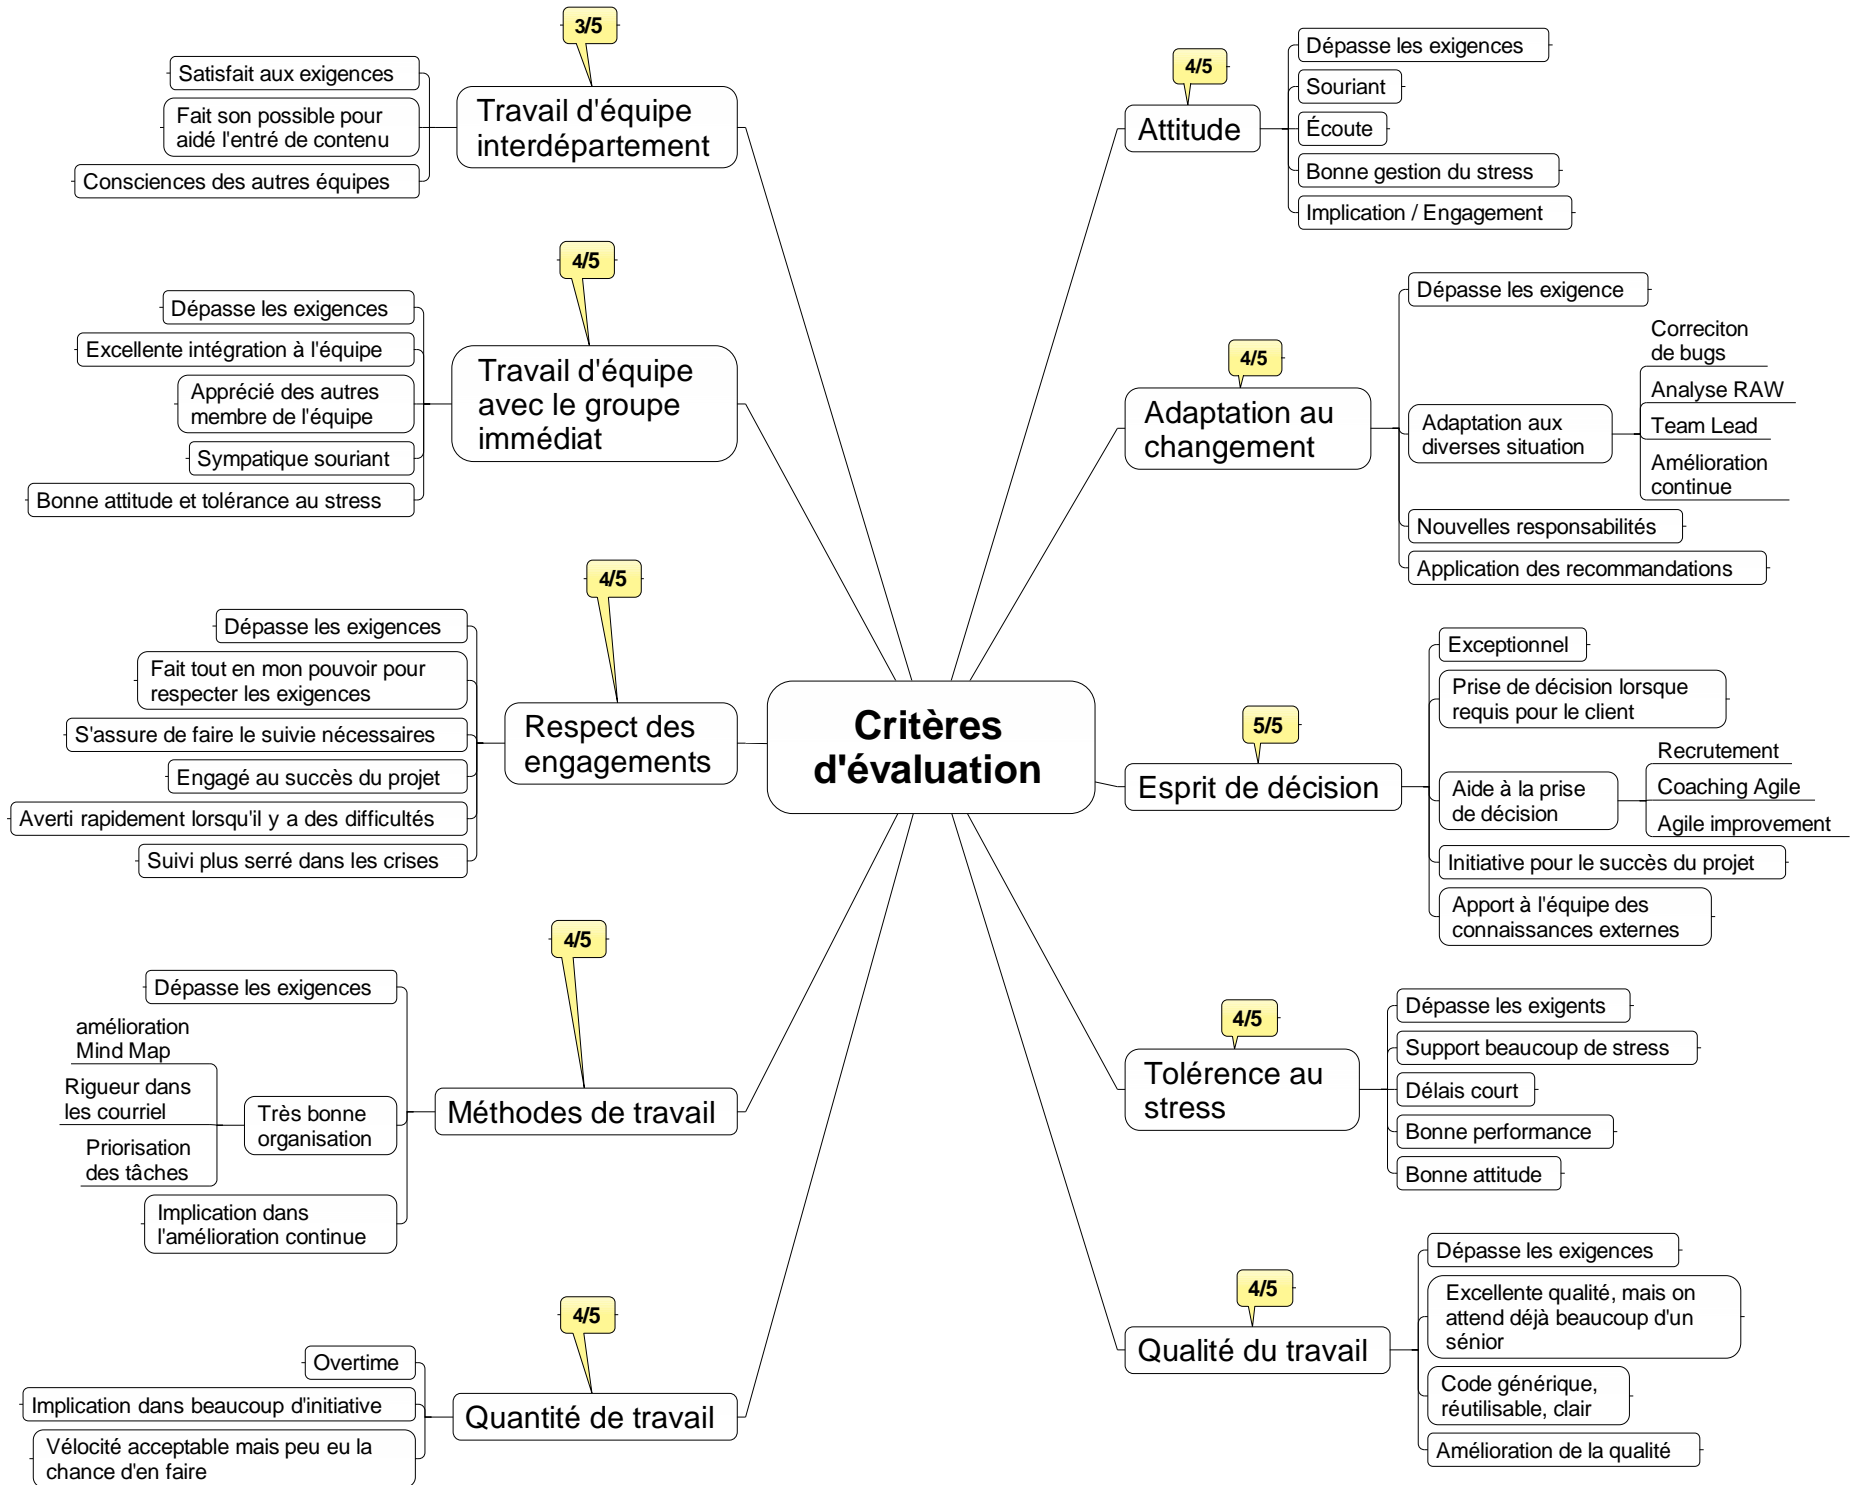 Critères
d'évaluation
4/5
Attitude
Dépasse les exigences
Souriant
Écoute
Bonne gestion du stress
Implication / Engagement
4/5
Adaptation au
changement
Dépasse les exigence
Adaptation aux
diverses situation
Correciton
de bugs
Analyse RAW
Team Lead
Amélioration
continue
Nouvelles responsabilités
Application des recommandations
5/5
Esprit de décision
Exceptionnel
Prise de décision lorsque
requis pour le client
Aide à la prise
de décision
Recrutement
Coaching Agile
Agile improvement
Initiative pour le succès du projet
Apport à l'équipe des
connaissances externes
4/5
Tolérence au
stress
Dépasse les exigents
Support beaucoup de stress
Délais court
Bonne performance
Bonne attitude
4/5
Qualité du travail
Dépasse les exigences
Excellente qualité, mais on
attend déjà beaucoup d'un
sénior
Code générique,
réutilisable, clair
Amélioration de la qualité
3/5
Travail d'équipe
interdépartement
Satisfait aux exigences
Fait son possible pour
aidé l'entré de contenu
Consciences des autres équipes
4/5
Travail d'équipe
avec le groupe
immédiat
Dépasse les exigences
Excellente intégration à l'équipe
Apprécié des autres
membre de l'équipe
Sympatique souriant
Bonne attitude et tolérance au stress
4/5
Respect des
engagements
Dépasse les exigences
Fait tout en mon pouvoir pour
respecter les exigences
S'assure de faire le suivie nécessaires
Engagé au succès du projet
Averti rapidement lorsqu'il y a des difficultés
Suivi plus serré dans les crises
4/5
Méthodes de travail
Dépasse les exigences
Très bonne
organisation
amélioration
Mind Map
Rigueur dans
les courriel
Priorisation
des tâches
Implication dans
l'amélioration continue
4/5
Quantité de travail
Overtime
Implication dans beaucoup d'initiative
Vélocité acceptable mais peu eu la
chance d'en faire